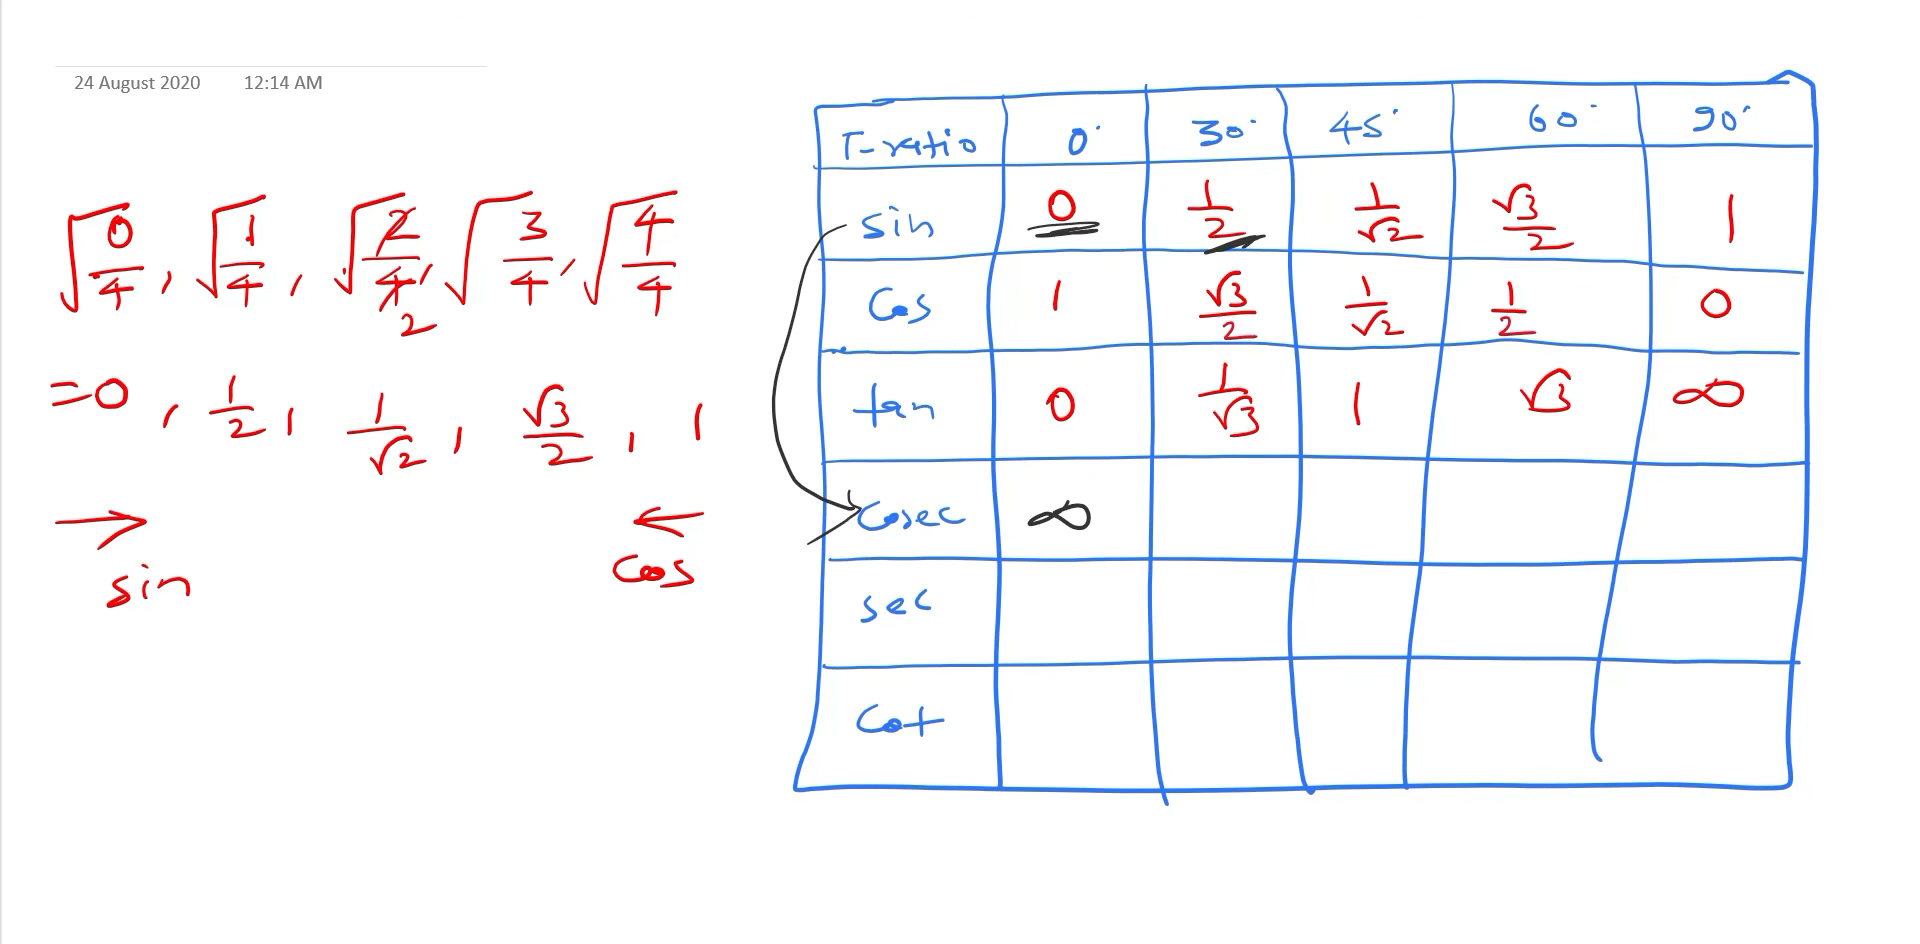 24 August 2020 12:14 AM
√0/4, √1/4, √2/4, √3/4, √4/4
2
=0, 1/2, 1/√2, √3/2, 1
→ ←
sin cos
T-ratio 0° 30° 45° 60° 90°
sin 0 1/2 1/√2 √3/2 1
Cos 1 √3/2 1/√2 1/2 0
tan 0 1/√3 1 √3 ∞
Cosec ∞
sec
Cot